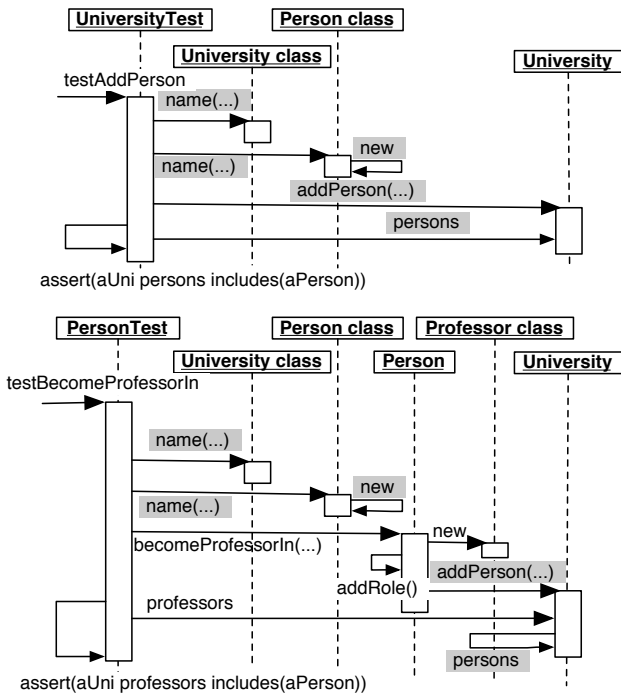 UniversityTest
Person class
University class
University
testAddPerson
name(...)
name(...)
new
addPerson(...)
persons
assert(aUni persons includes(aPerson))
PersonTest
Person class
Professor class
University class
Person
University
testBecomeProfessorIn
name(...)
name(...)
new
becomeProfessorIn(...)
new
addRole()
addPerson(...)
professors
persons
assert(aUni professors includes(aPerson))